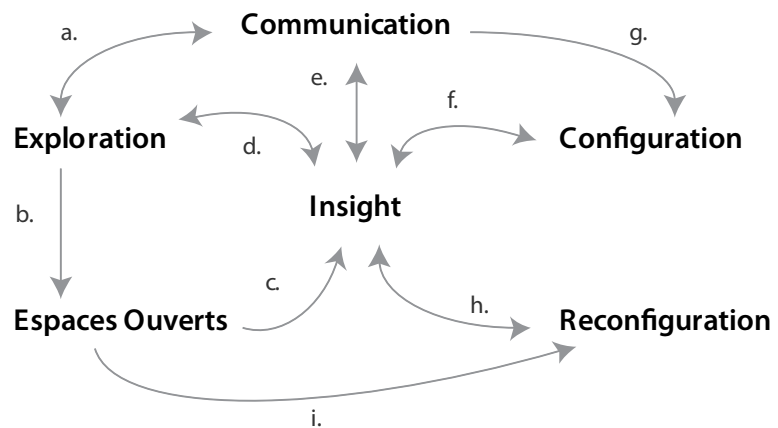 Communication
a.
g.
e.
f.
d.
Exploration
Configuration
Insight
b.
c.
h.
Espaces Ouverts
Reconfiguration
i.